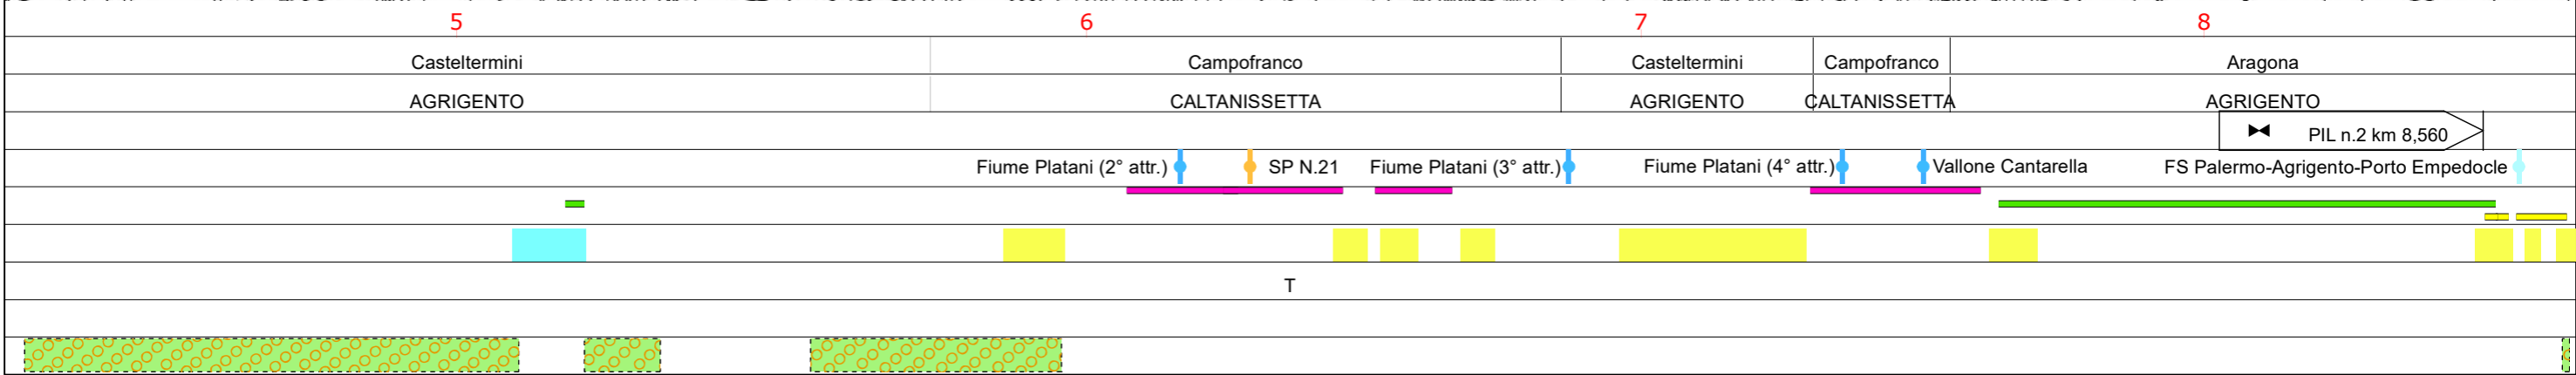 5 6 7 8
Casteltermini Campofranco Casteltermini Campofranco Aragona
AGRIGENTO CALTANISSETTA AGRIGENTO CALTANISSETTA AGRIGENTO
PIL n.2 km 8,560
Fiume Platani (2° attr.) SP N.21 Fiume Platani (3° attr.) Fiume Platani (4° attr.) Vallone Cantarella FS Palermo-Agrigento-Porto Empedocle
T